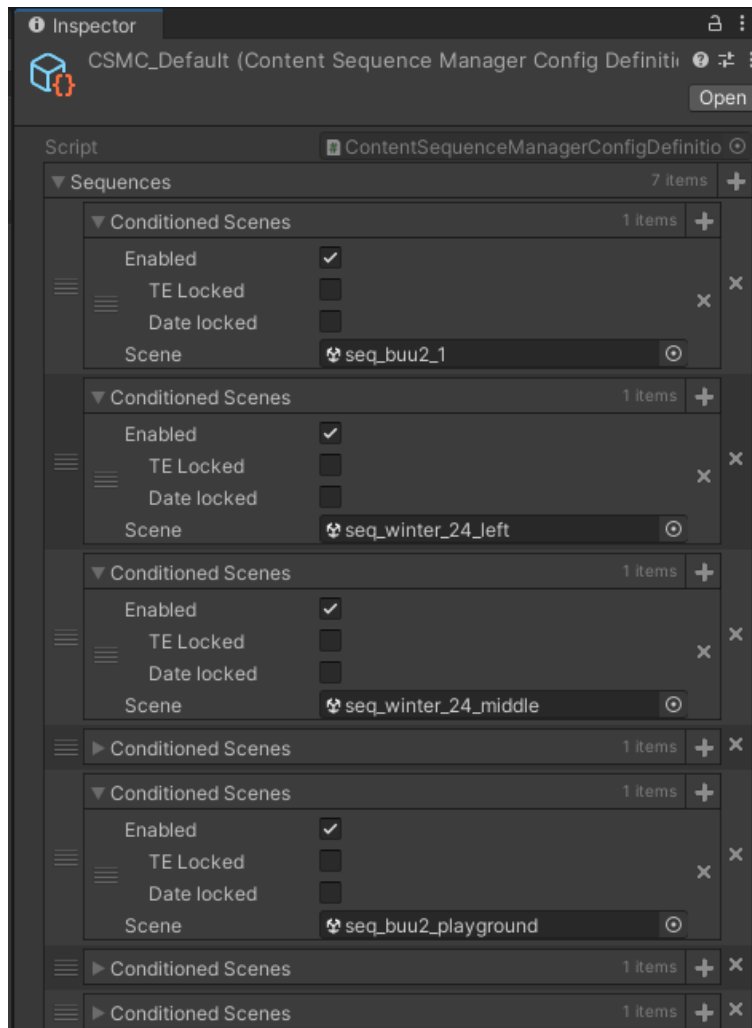 Inspector
CSMC_Default (Content Sequence Manager Config Definiti
Open
Script ContentSequenceManagerConfigDefinitio
Sequences 7 items
Conditioned Scenes 1 items
Enabled
TE Locked
Date locked
Scene seq_buu2_1
Conditioned Scenes 1 items
Enabled
TE Locked
Date locked
Scene seq_winter_24_left
Conditioned Scenes 1 items
Enabled
TE Locked
Date locked
Scene seq_winter_24_middle
Conditioned Scenes 1 items
Conditioned Scenes 1 items
Enabled
TE Locked
Date locked
Scene seq_buu2_playground
Conditioned Scenes 1 items
Conditioned Scenes 1 items